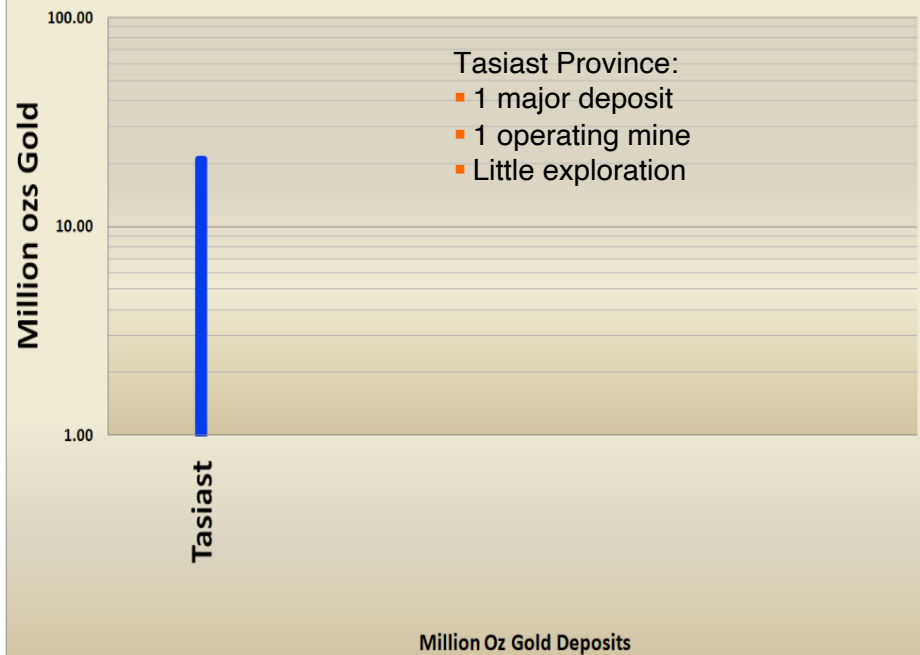 100.00
Tasiast Province:
▪ 1 major deposit
▪ 1 operating mine
▪ Little exploration
Million ozs Gold
10.00
1.00
Tasiast
Million Oz Gold Deposits